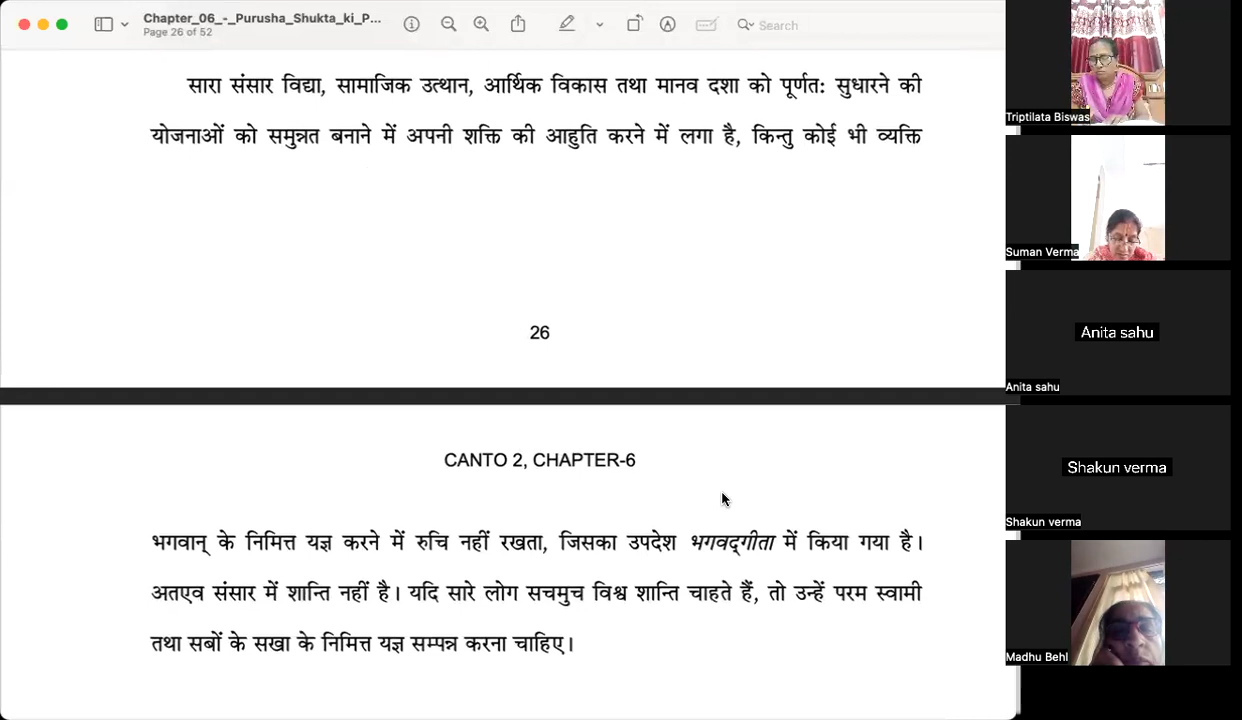 Chapter_06_-_Purusha_Shukta_ki_P...
Page 26 of 52
Search
सारा संसार विद्या, सामाजिक उत्थान, आर्थिक विकास तथा मानव दशा को पूर्णत: सुधारने की
योजनाओं को समुन्नत बनाने में अपनी शक्ति की आहुति करने में लगा है, किन्तु कोई भी व्यक्ति
26
CANTO 2, CHAPTER-6
भगवान् के निमित्त यज्ञ करने में रुचि नहीं रखता, जिसका उपदेश भगवद्गीता में किया गया है।
अतएव संसार में शान्ति नहीं है। यदि सारे लोग सचमुच विश्व शान्ति चाहते हैं, तो उन्हें परम स्वामी
तथा सबों के सखा के निमित्त यज्ञ सम्पन्न करना चाहिए।
Triptilata Biswas
Suman Verma
Anita sahu
Anita sahu
Shakun verma
Shakun verma
Madhu Behl